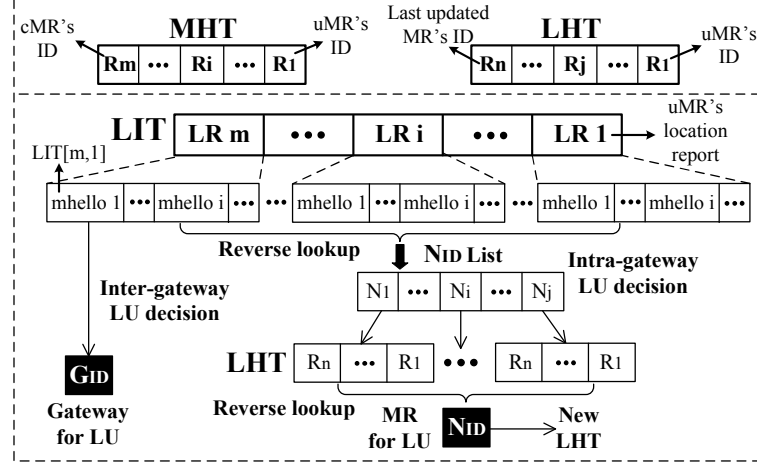 cMR's ID
MHT
uMR's ID
Rm ••• Ri ••• R1
Last updated MR's ID
LHT
uMR's ID
Rn ••• Rj ••• R1
LIT
LR m ••• LR i ••• LR 1
uMR's location report
LIT[m,1]
mhello 1 ••• mhello i ••• ••• mhello 1 ••• mhello i ••• ••• mhello 1 ••• mhello i •••
Reverse lookup
NID List
Inter-gateway LU decision
Intra-gateway LU decision
N1 ••• Ni ••• Nj
LHT
Rn ••• R1 ••• Rn ••• R1
GID
Gateway for LU
Reverse lookup
MR for LU
NID
New LHT